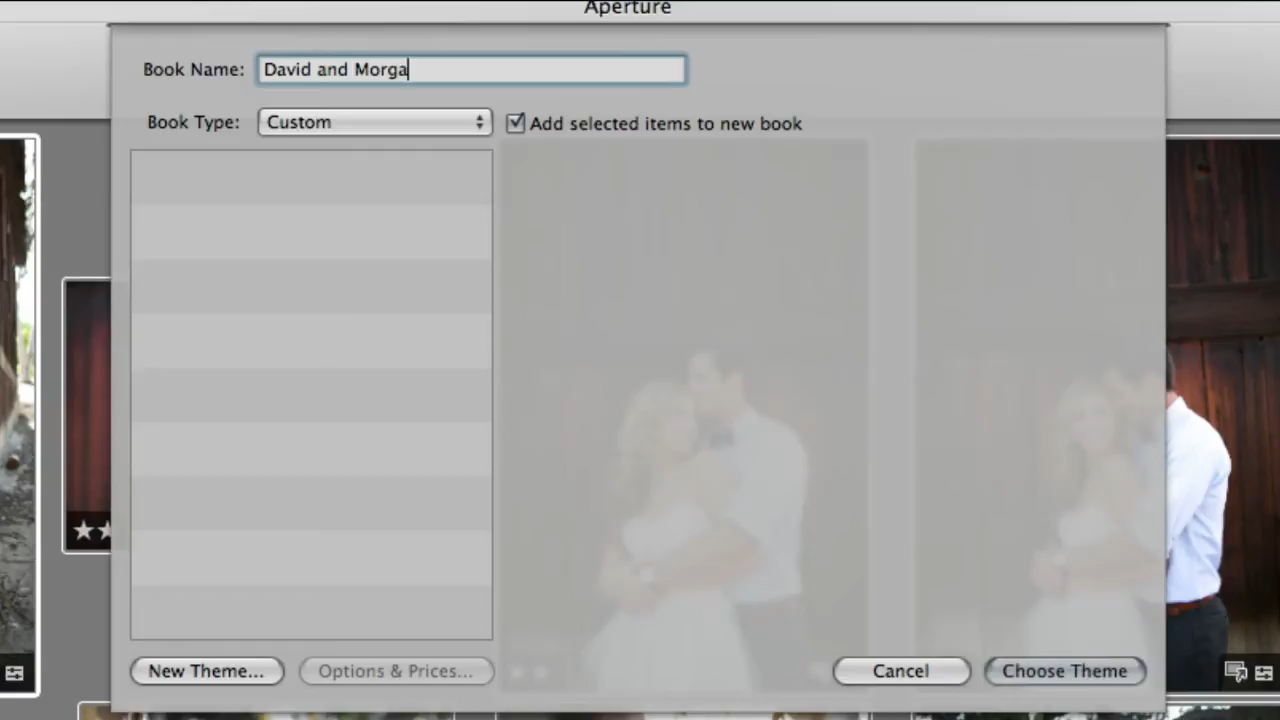 Aperture
Book Name: David and Morga
Book Type: Custom Add selected items to new book
New Theme... Options & Prices... Cancel Choose Theme